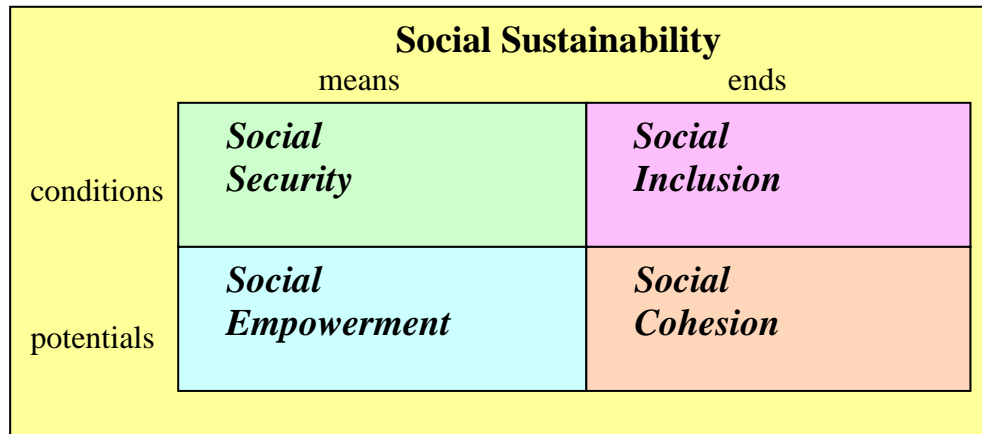 Social Sustainability
means ends
Social
Security
Social
Inclusion
conditions
Social
Empowerment
Social
Cohesion
potentials